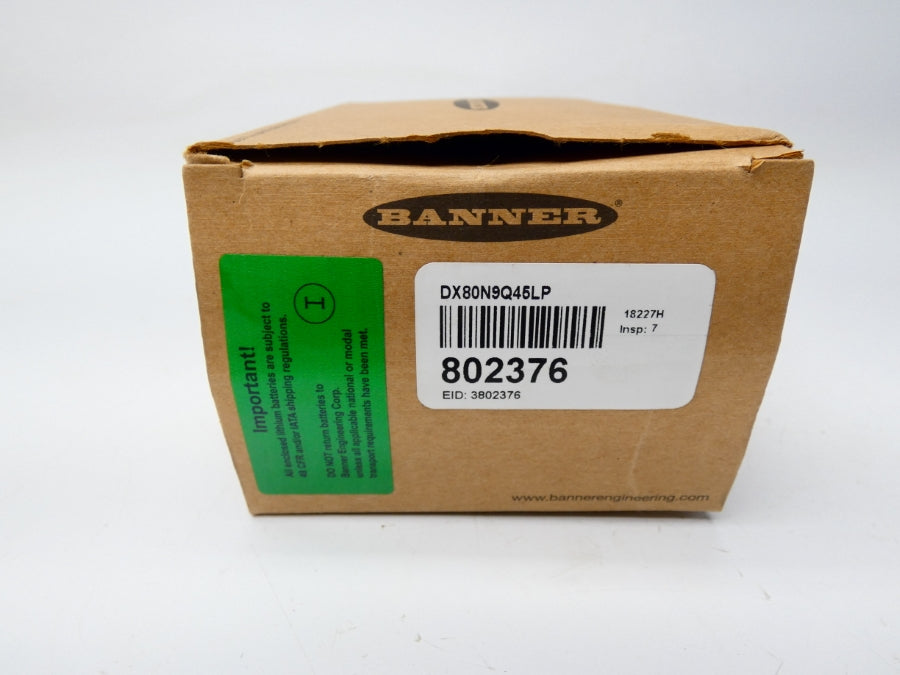 BANNER®
DX80N9Q45LP
18227H
Insp: 7
802376
EID: 3802376
Important!
All enclosed lithium batteries are subject to
49 CFR and/or IATA shipping regulations.
I
DO NOT return batteries to
Banner Engineering Corp.
unless all applicable national or modal
transport requirements have been met.
www.bannerengineering.com